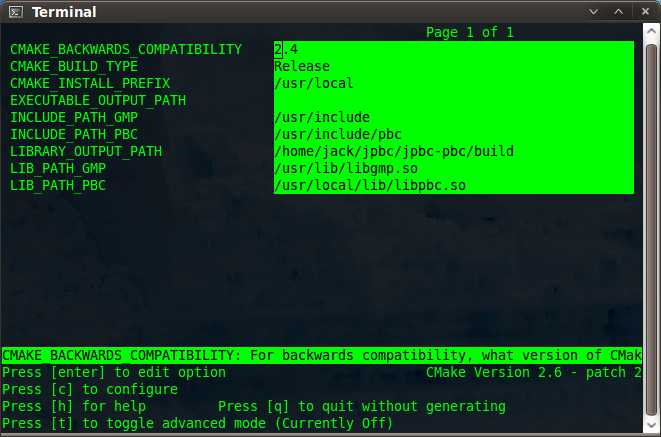 Terminal
Page 1 of 1
CMAKE_BACKWARDS_COMPATIBILITY 2.4
CMAKE_BUILD_TYPE Release
CMAKE_INSTALL_PREFIX /usr/local
EXECUTABLE_OUTPUT_PATH
INCLUDE_PATH_GMP /usr/include
INCLUDE_PATH_PBC /usr/include/pbc
LIBRARY_OUTPUT_PATH /home/jack/jpbc/jpbc-pbc/build
LIB_PATH_GMP /usr/lib/libgmp.so
LIB_PATH_PBC /usr/local/lib/libpbc.so
CMAKE_BACKWARDS_COMPATIBILITY: For backwards compatibility, what version of CMak
Press [enter] to edit option CMake Version 2.6 - patch 2
Press [c] to configure
Press [h] for help Press [q] to quit without generating
Press [t] to toggle advanced mode (Currently Off)